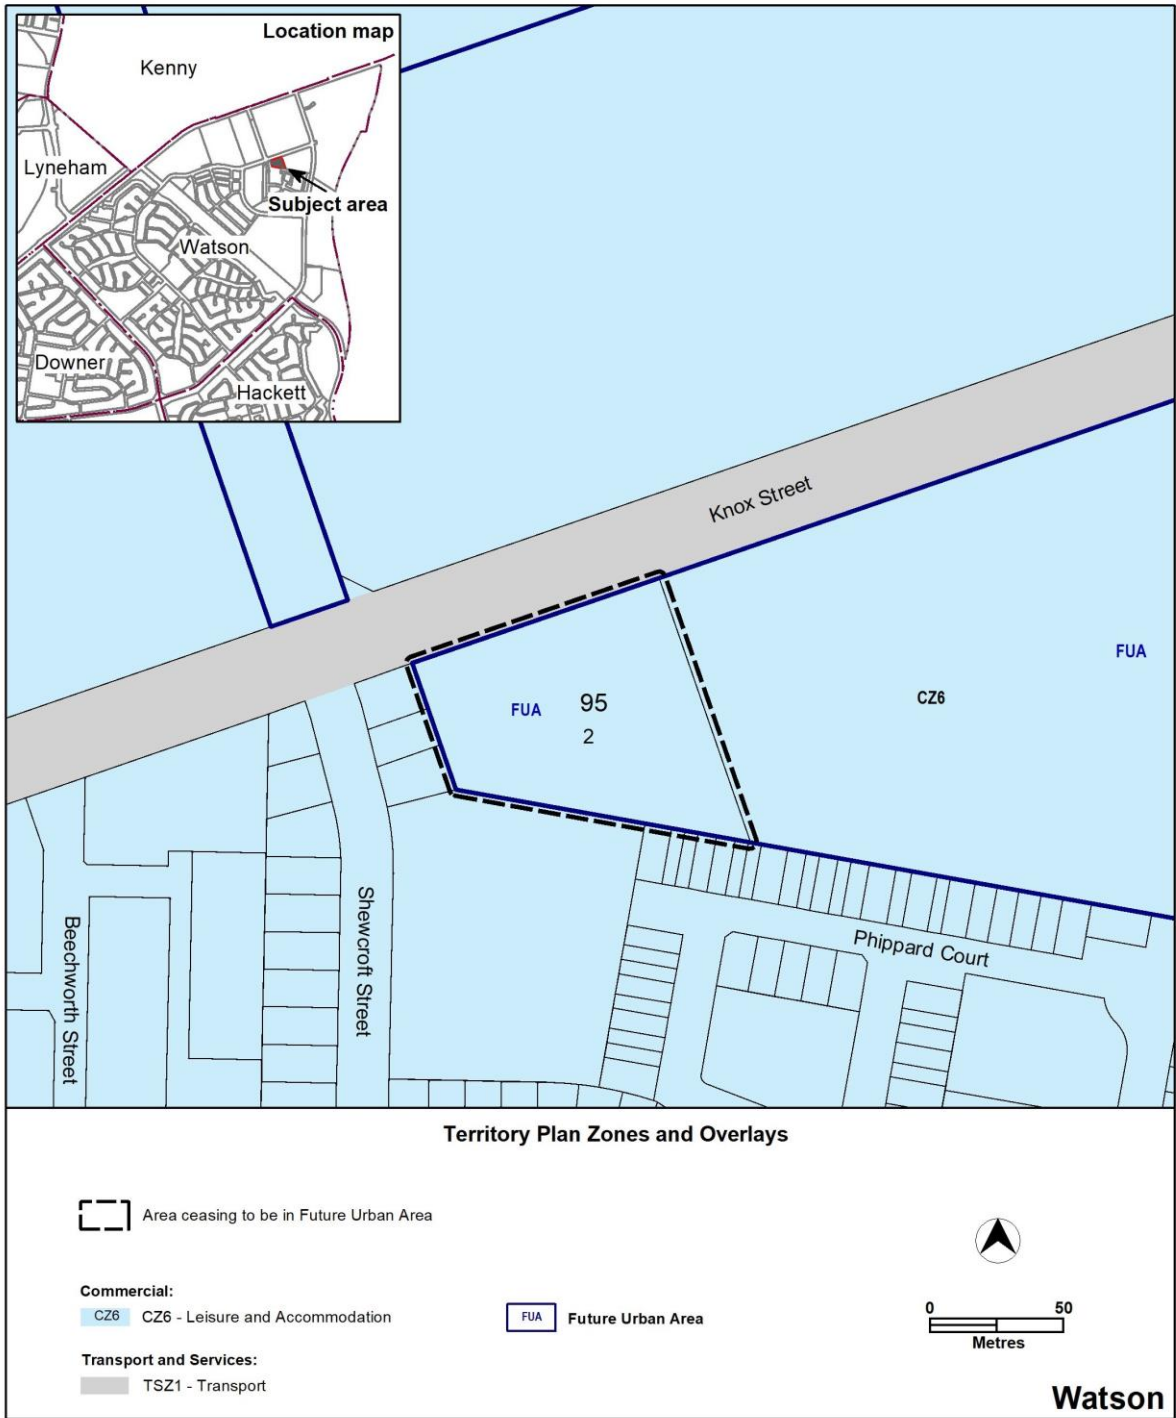 Location map
Kenny
Lyneham
Subject area
Watson
Downer
Hackett
Knox Street
FUA
FUA
95
2
CZ6
Shewcroft Street
Beechworth Street
Phippard Court
Territory Plan Zones and Overlays
Area ceasing to be in Future Urban Area
Commercial:
CZ6 CZ6 - Leisure and Accommodation
FUA Future Urban Area
0 50
Metres
Transport and Services:
TSZ1 - Transport
Watson